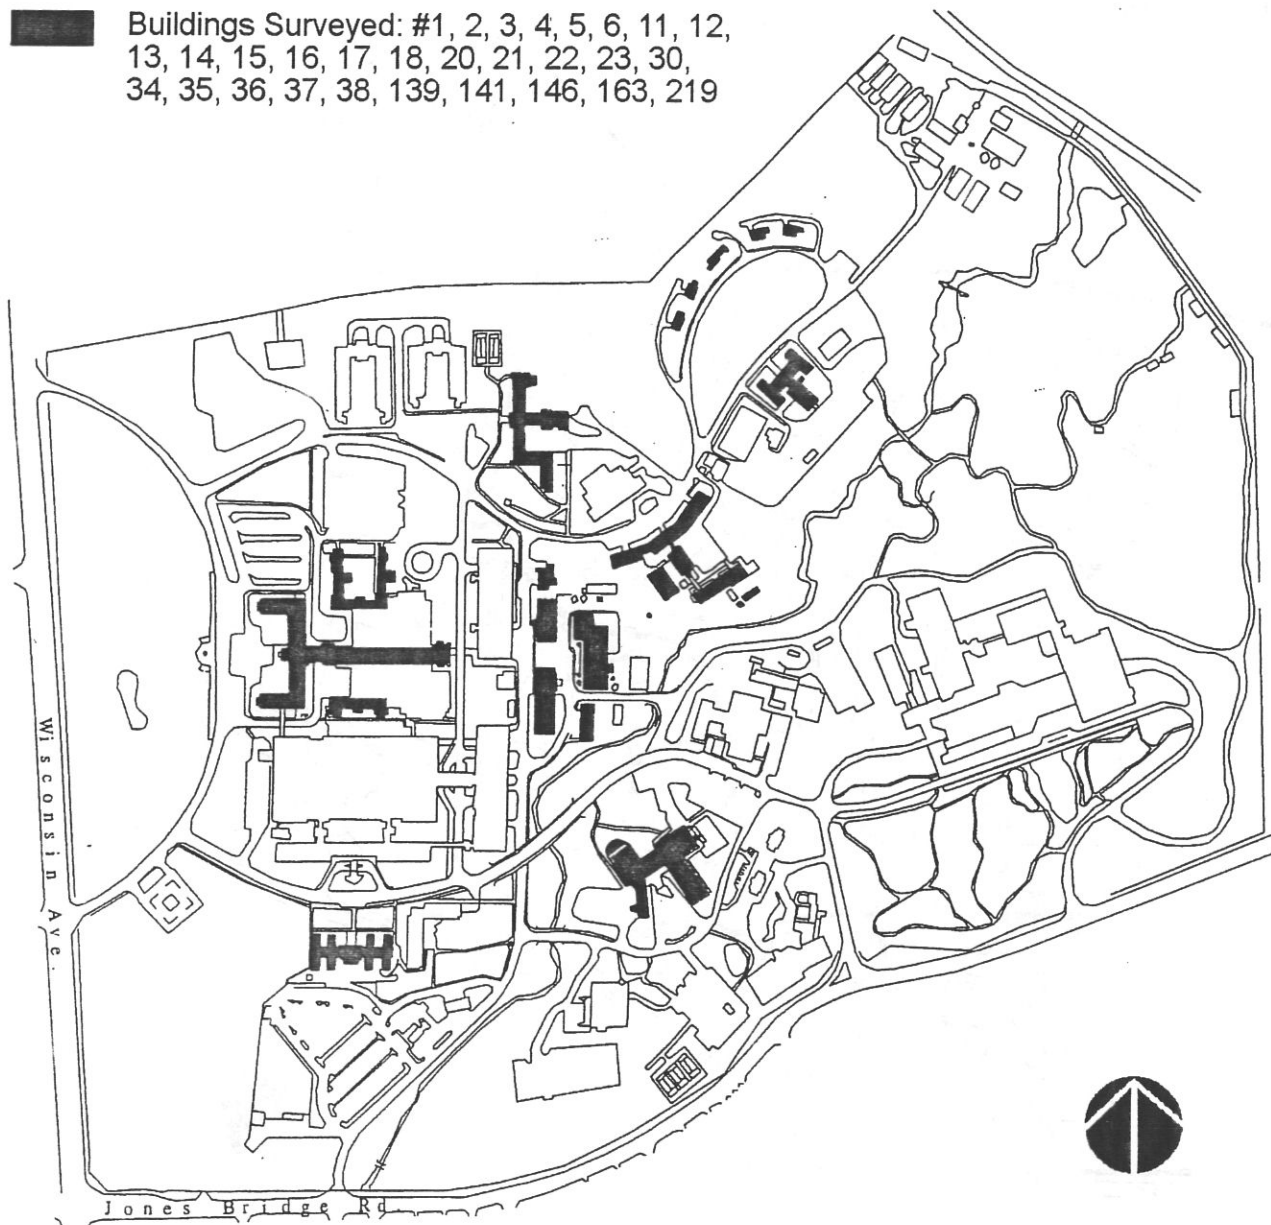 Buildings Surveyed: #1, 2, 3, 4, 5, 6, 11, 12,
13, 14, 15, 16, 17, 18, 20, 21, 22, 23, 30,
34, 35, 36, 37, 38, 139, 141, 146, 163, 219
Wisconsin Ave.
Jones Bridge Rd.